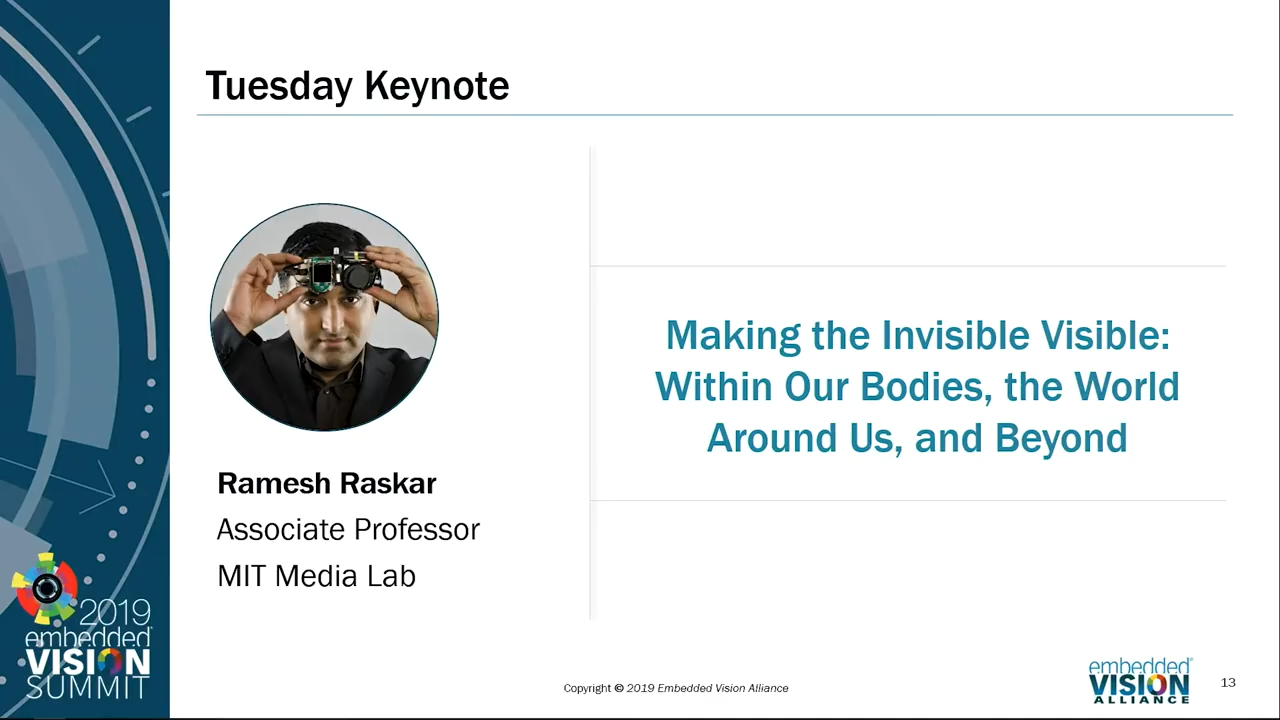 Tuesday Keynote
Making the Invisible Visible:
Within Our Bodies, the World
Around Us, and Beyond
Ramesh Raskar
Associate Professor
MIT Media Lab
2019
embedded
VISION
SUMMIT
Copyright © 2019 Embedded Vision Alliance
embedded®
VISION
ALLIANCE
13